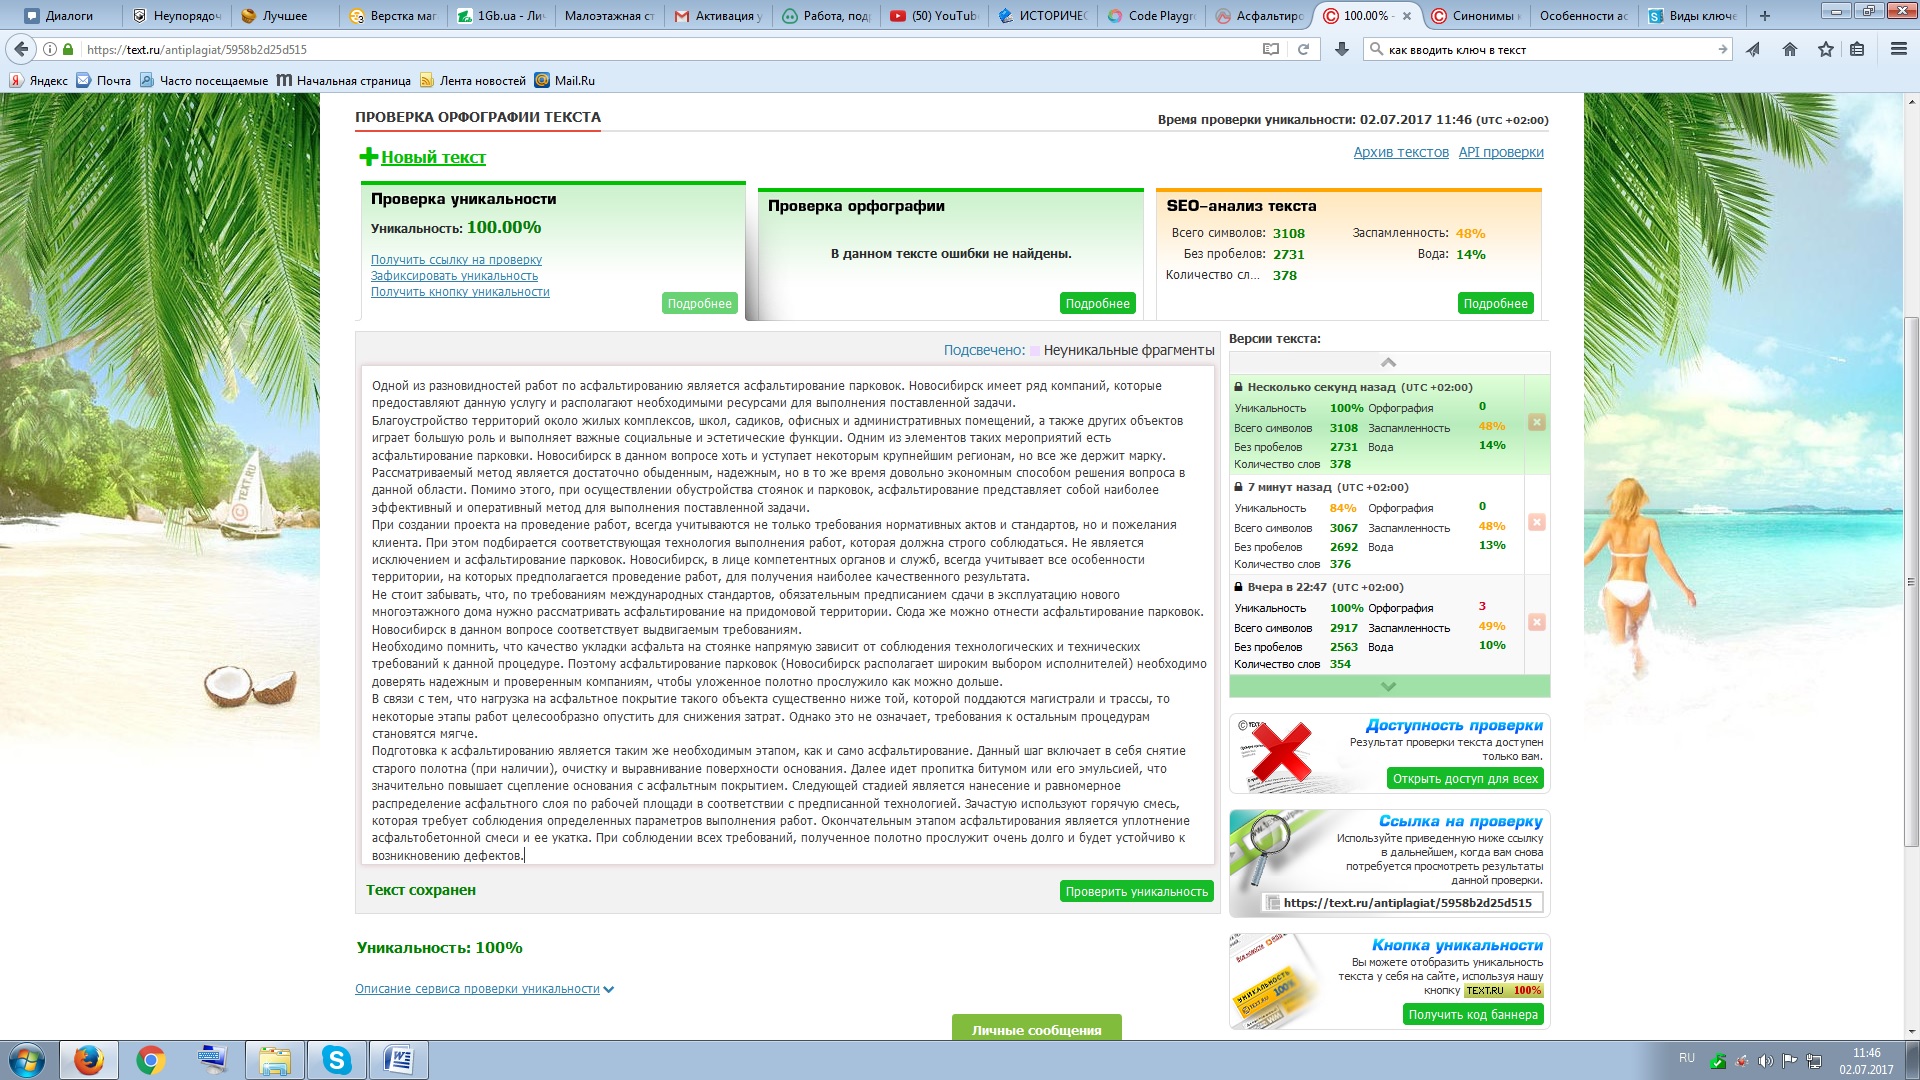 Диалоги
Неупорядоч
Лучшее
Верстка маг
1Gb.ua - Ли
Малоэтажная ст
Активация у
Работа, под
(50) YouTub
ИСТОРИЧЕС
Code Playgr
Асфальтиро
100.00% -
Синонимы к
Особенности ас
Виды ключе
https://text.ru/antiplagiat/5958b2d25d515
как вводить ключ в текст
Яндекс
Почта
Часто посещаемые
Начальная страница
Лента новостей
Mail.Ru
ПРОВЕРКА ОРФОГРАФИИ ТЕКСТА
Время проверки уникальности: 02.07.2017 11:46 (UTC +02:00)
Новый текст
Архив текстов API проверки
Проверка уникальности
Уникальность: 100.00%
Получить ссылку на проверку
Зафиксировать уникальность
Получить кнопку уникальности
Подробнее
Проверка орфографии
В данном тексте ошибки не найдены.
Подробнее
SEO-анализ текста
Всего символов: 3108 Заспамленность: 48%
Без пробелов: 2731 Вода: 14%
Количество сл... 378
Подробнее
Подсвечено: Неуникальные фрагменты
Одной из разновидностей работ по асфальтированию является асфальтирование парковок. Новосибирск имеет ряд компаний, которые
предоставляют данную услугу и располагают необходимыми ресурсами для выполнения поставленной задачи.
Благоустройство территорий около жилых комплексов, школ, садиков, офисных и административных помещений, а также других объектов
играет большую роль и выполняет важные социальные и эстетические функции. Одним из элементов таких мероприятий есть
асфальтирование парковки. Новосибирск в данном вопросе хоть и уступает некоторым крупнейшим регионам, но все же держит марку.
Рассматриваемый метод является достаточно обыденным, надежным, но в то же время довольно экономным способом решения вопроса в
данной области. Помимо этого, при осуществлении обустройства стоянок и парковок, асфальтирование представляет собой наиболее
эффективный и оперативный метод для выполнения поставленной задачи.
При создании проекта на проведение работ, всегда учитываются не только требования нормативных актов и стандартов, но и пожелания
клиента. При этом подбирается соответствующая технология выполнения работ, которая должна строго соблюдаться. Не является
исключением и асфальтирование парковок. Новосибирск, в лице компетентных органов и служб, всегда учитывает все особенности
территории, на которых предполагается проведение работ, для получения наиболее качественного результата.
Не стоит забывать, что, по требованиям международных стандартов, обязательным предписанием сдачи в эксплуатацию нового
многоэтажного дома нужно рассматривать асфальтирование на придомовой территории. Сюда же можно отнести асфальтирование парковок.
Новосибирск в данном вопросе соответствует выдвигаемым требованиям.
Необходимо помнить, что качество укладки асфальта на стоянке напрямую зависит от соблюдения технологических и технических
требований к данной процедуре. Поэтому асфальтирование парковок (Новосибирск располагает широким выбором исполнителей) необходимо
доверять надежным и проверенным компаниям, чтобы уложенное полотно прослужило как можно дольше.
В связи с тем, что нагрузка на асфальтное покрытие такого объекта существенно ниже той, которой поддаются магистрали и трассы, то
некоторые этапы работ целесообразно опустить для снижения затрат. Однако это не означает, требования к остальным процедурам
становятся мягче.
Подготовка к асфальтированию является таким же необходимым этапом, как и само асфальтирование. Данный шаг включает в себя снятие
старого полотна (при наличии), очистку и выравнивание поверхности основания. Далее идет пропитка битумом или его эмульсией, что
значительно повышает сцепление основания с асфальтным покрытием. Следующей стадией является нанесение и равномерное
распределение асфальтного слоя по рабочей площади в соответствии с предписанной технологией. Зачастую используют горячую смесь,
которая требует соблюдения определенных параметров выполнения работ. Окончательным этапом асфальтирования является уплотнение
асфальтобетонной смеси и ее укатка. При соблюдении всех требований, полученное полотно прослужит очень долго и будет устойчиво к
возникновению дефектов.
Текст сохранен
Проверить уникальность
Уникальность: 100%
Описание сервиса проверки уникальности
Версии текста:
Несколько секунд назад (UTC +02:00)
Уникальность 100% Орфография 0
Всего символов 3108 Заспамленность 48%
Без пробелов 2731 Вода 14%
Количество слов 378
7 минут назад (UTC +02:00)
Уникальность 84% Орфография 0
Всего символов 3067 Заспамленность 48%
Без пробелов 2692 Вода 13%
Количество слов 376
Вчера в 22:47 (UTC +02:00)
Уникальность 100% Орфография 3
Всего символов 2917 Заспамленность 49%
Без пробелов 2563 Вода 10%
Количество слов 354
Доступность проверки
Результат проверки текста доступен
только вам.
Открыть доступ для всех
Ссылка на проверку
Используйте приведенную ниже ссылку
в дальнейшем, когда вам снова
потребуется просмотреть результаты
данной проверки.
https://text.ru/antiplagiat/5958b2d25d515
Кнопка уникальности
Вы можете отобразить уникальность
текста у себя на сайте, используя нашу
кнопку TEXT.RU 100%
Получить код баннера
Личные сообщения
RU
11:46
02.07.2017